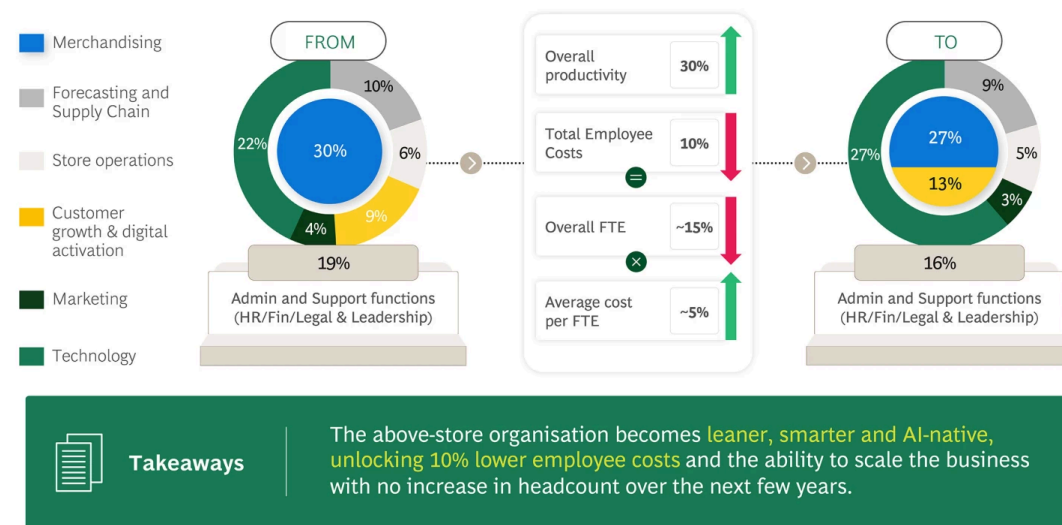 Merchandising
Forecasting and
Supply Chain
Store operations
Customer
growth & digital
activation
Marketing
Technology
FROM
10%
6%
9%
4%
22%
30%
19%
Admin and Support functions
(HR/Fin/Legal & Leadership)
Overall
productivity
30%
Total Employee
Costs
10%
=
Overall FTE
~15%
×
Average cost
per FTE
~5%
TO
9%
5%
3%
27%
27%
13%
16%
Admin and Support functions
(HR/Fin/Legal & Leadership)
Takeaways
The above-store organisation becomes leaner, smarter and AI-native,
unlocking 10% lower employee costs and the ability to scale the business
with no increase in headcount over the next few years.